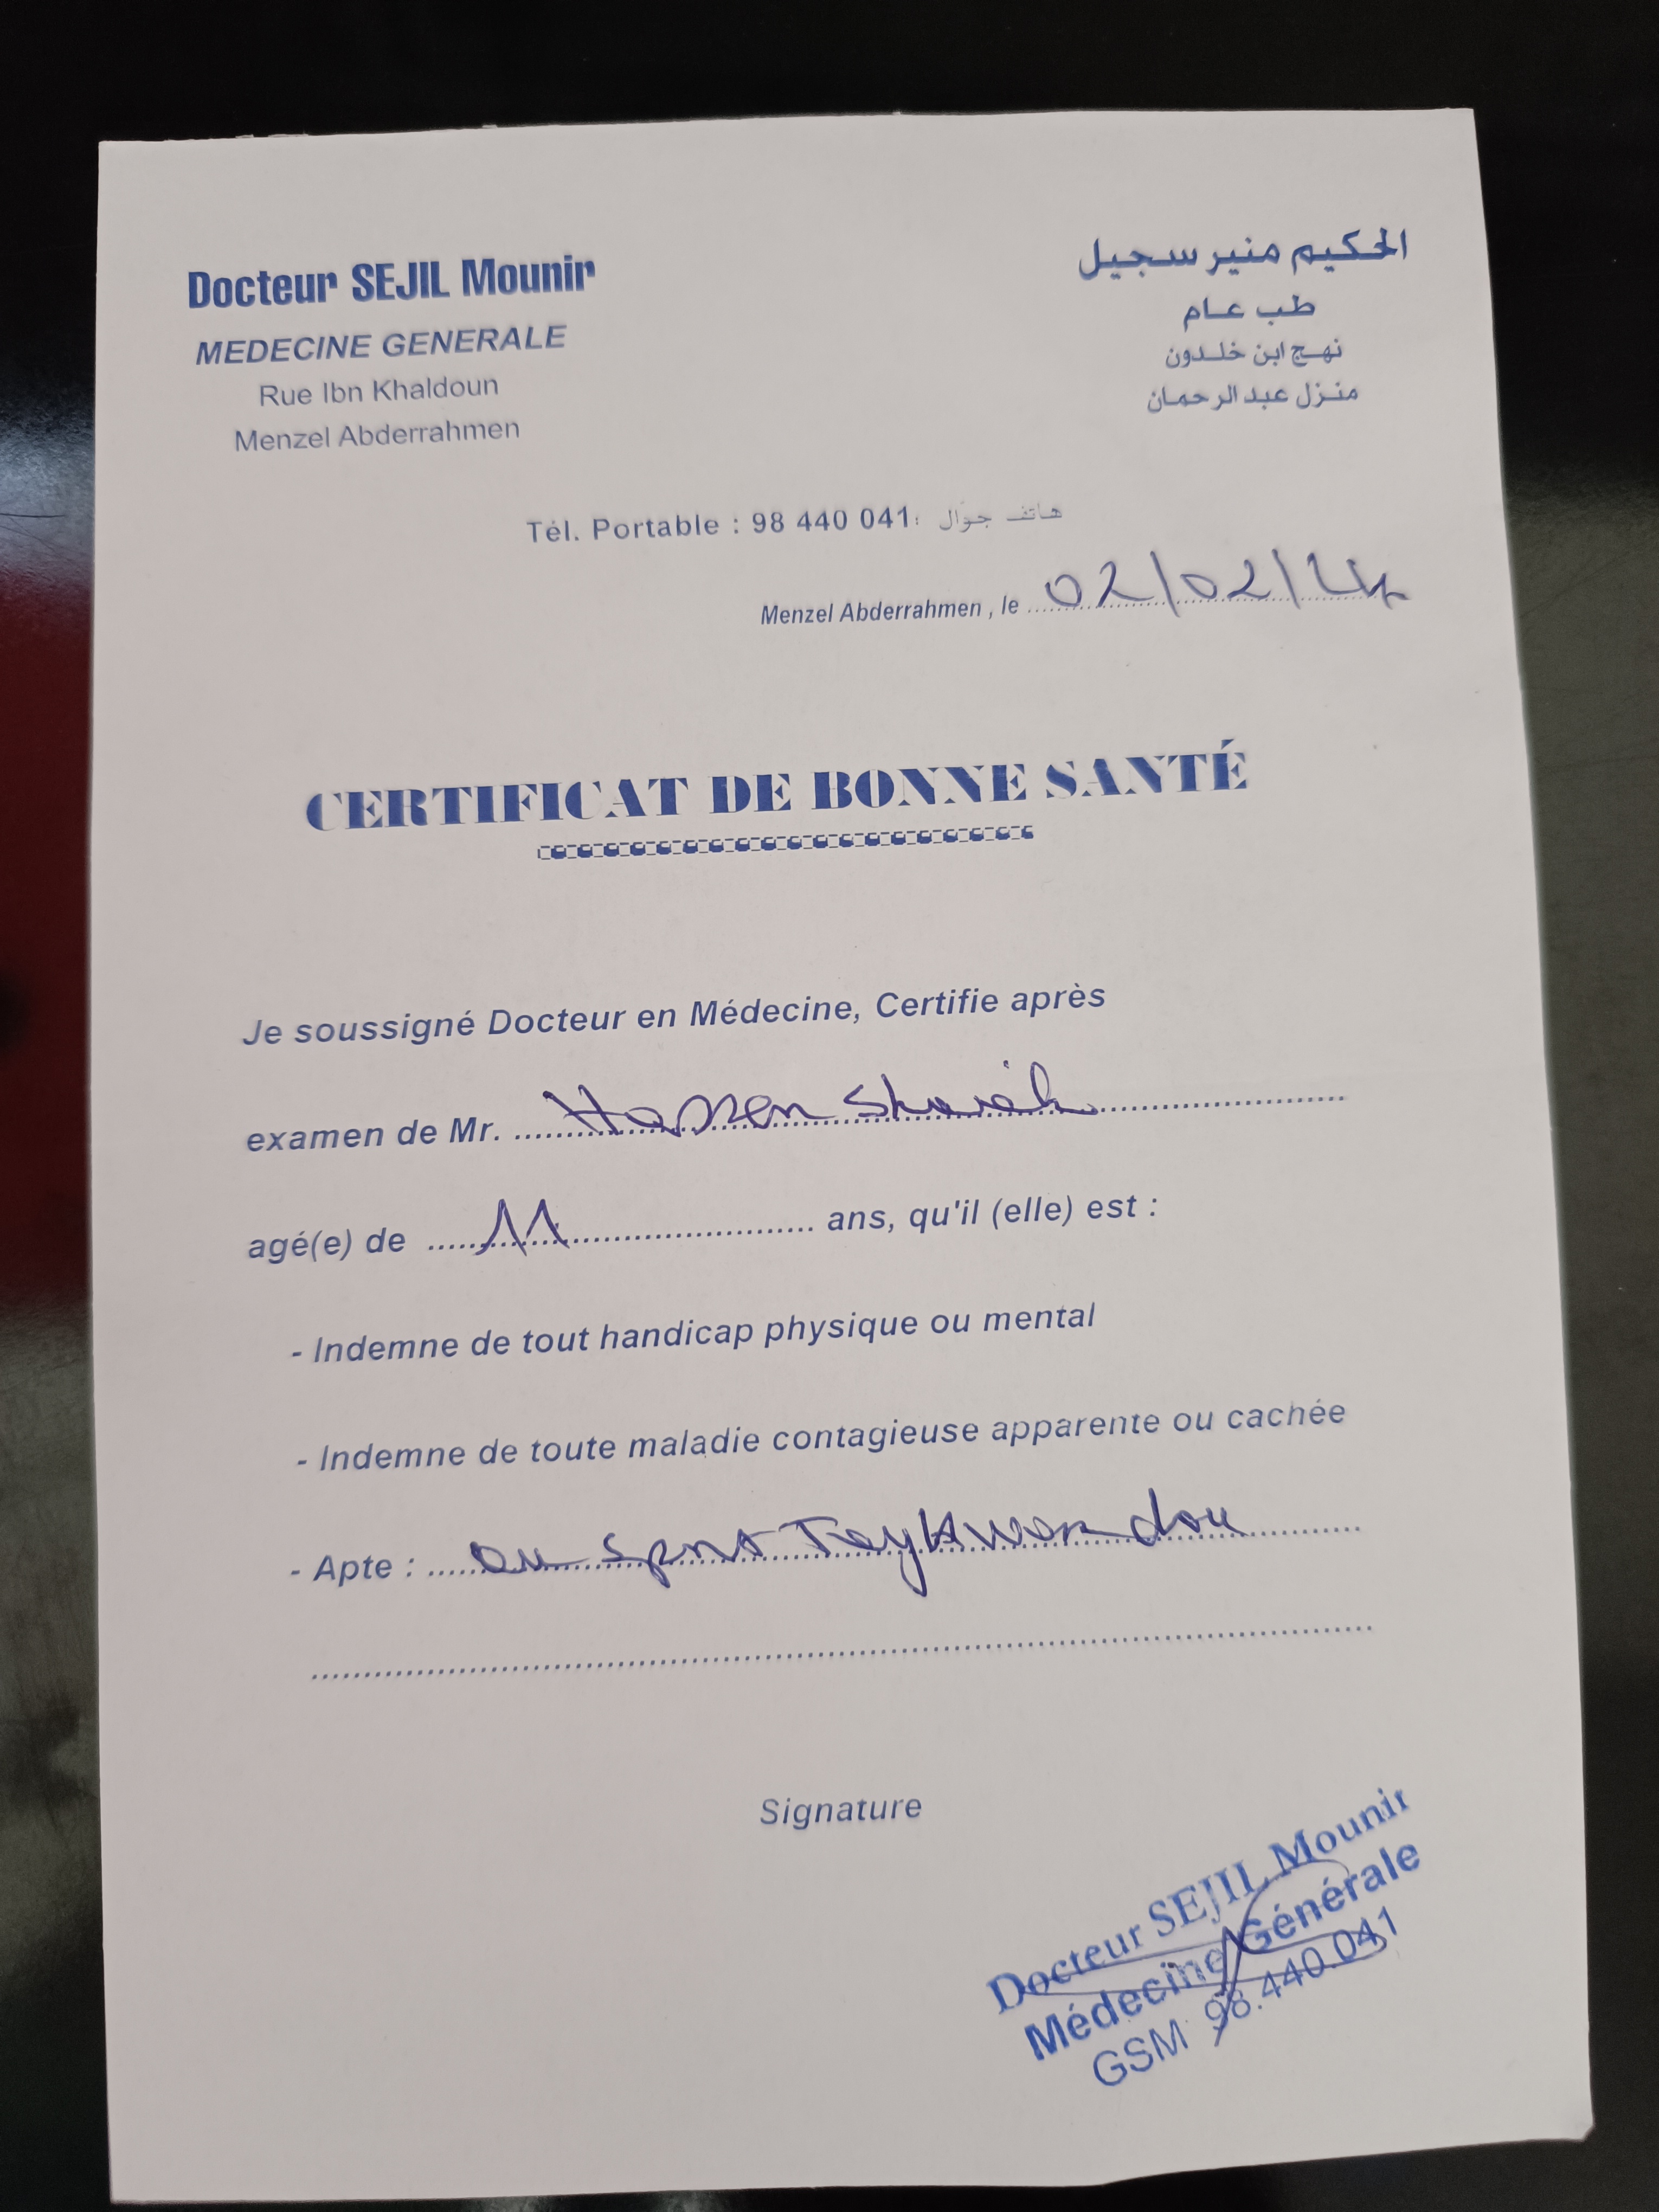 Docteur SEJIL Mounir
MEDECINE GENERALE
Rue Ibn Khaldoun
Menzel Abderrahmen
الحكيم منير سجيل
طب عام
نهج ابن خلدون
منزل عبد الرحمان
Tél. Portable : 98 440 041 : هاتف جوال
Menzel Abderrahmen , le 02/02/24
CERTIFICAT DE BONNE SANTÉ
Je soussigné Docteur en Médecine, Certifie après
examen de Mr. Hassen
agé(e) de 11 ans, qu'il (elle) est :
- Indemne de tout handicap physique ou mental
- Indemne de toute maladie contagieuse apparente ou cachée
- Apte : au sport Taykwondou
Signature
Docteur SEJIL Mounir
Médecine Générale
GSM 98.440.041